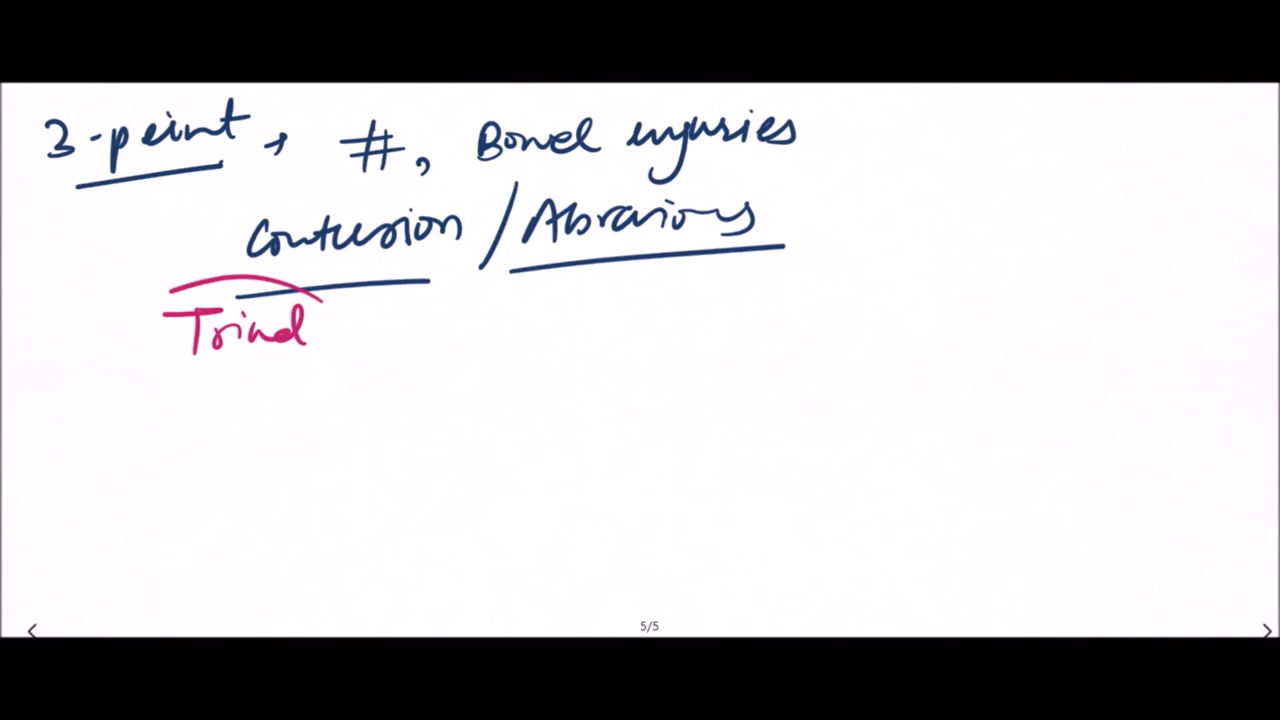 3-point → #, Bowel injuries
Contusion / Abrasions
Triad
5/5